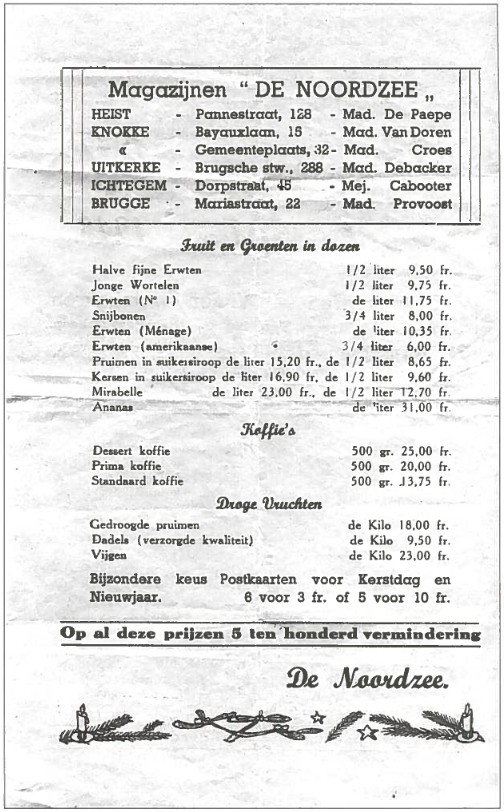 Magazijnen “ DE NOORDZEE „
HEIST - Pannestraat, 128 - Mad. De Paepe
KNOKKE - Bayauxlaan, 15 - Mad. Van Doren
« - Gemeenteplaats, 32 - Mad. Croes
UITKERKE - Brugsche stw., 288 - Mad. Debacker
ICHTEGEM - Dorpstraat, 45 - Mej. Cabooter
BRUGGE - Mariastraat, 22 - Mad. Provoost
Fruit en Groenten in dozen
Halve fijne Erwten 1/2 liter 9,50 fr.
Jonge Wortelen 1/2 liter 9,75 fr.
Erwten (N° 1) de liter 11,75 fr.
Snijbonen 3/4 liter 8,00 fr.
Erwten (Ménage) de liter 10,35 fr.
Erwten (amerikaanse) 3/4 liter 6,00 fr.
Pruimen in suikersiroop de liter 15,20 fr., de 1/2 liter 8,65 fr.
Kersen in suikersiroop de liter 16,90 fr, de 1/2 liter 9,60 fr.
Mirabelle de liter 23,00 fr., de 1/2 liter 12,70 fr.
Ananas de liter 31,00 fr.
Koffie's
Dessert koffie 500 gr. 25,00 fr.
Prima koffie 500 gr. 20,00 fr.
Standaard koffie 500 gr. 13,75 fr.
Droge Vruchten
Gedroogde pruimen de Kilo 18,00 fr.
Dadels (verzorgde kwaliteit) de Kilo 9,50 fr.
Vijgen de Kilo 23,00 fr.
Bijzondere keus Postkaarten voor Kerstdag en
Nieuwjaar. 6 voor 3 fr. of 5 voor 10 fr.
Op al deze prijzen 5 ten honderd vermindering
De Noordzee.